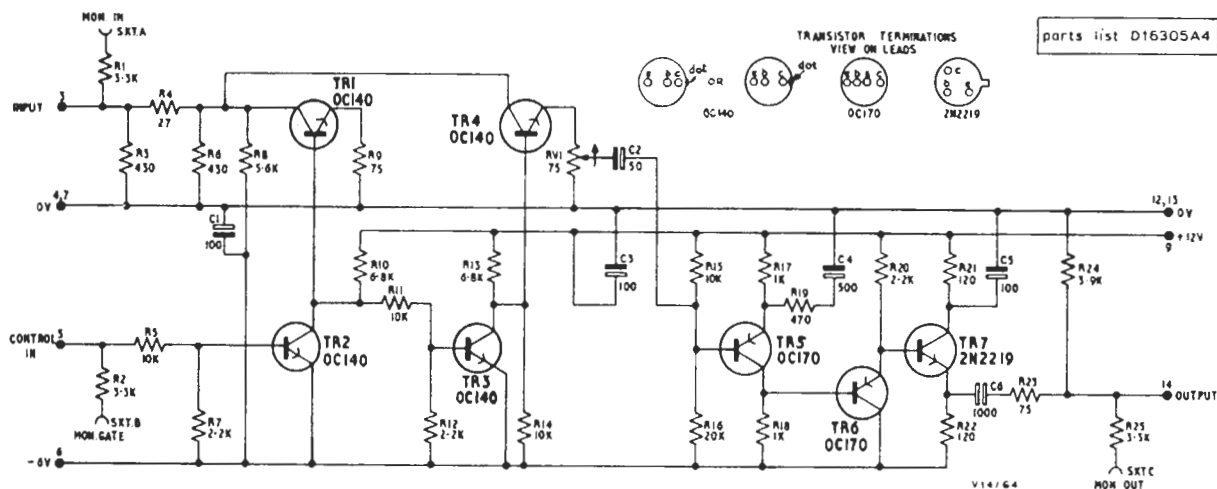 MON. IN
SKT.A
R1
3·3K
INPUT
3
R4
27
R3
430
R6
430
R8
5·6K
TR1
OC140
R9
75
TR4
OC140
RV1
75
C2
50
TRANSISTOR TERMINATIONS
VIEW ON LEADS
e b c
dot
OR
e b c
dot
OC140
e b s c
OC170
c
b e
2N2219
parts list D16305A4
0V
4,7
C1
100
12,13
0V
+12V
9
R10
6·8K
R11
10K
R13
6·8K
C3
100
R15
10K
R17
1K
R19
470
C4
500
R20
2·2K
R21
120
C5
100
R24
3·9K
CONTROL
IN
5
R5
10K
TR2
OC140
TR3
OC140
TR5
OC170
TR6
OC170
TR7
2N2219
C6
1000
R23
75
14
OUTPUT
R2
3·3K
SKT.B
MON. GATE
R7
2·2K
R12
2·2K
R14
10K
R16
20K
R18
1K
R22
120
R25
3·3K
-6V
6
V14/64
SKT.C
MON OUT